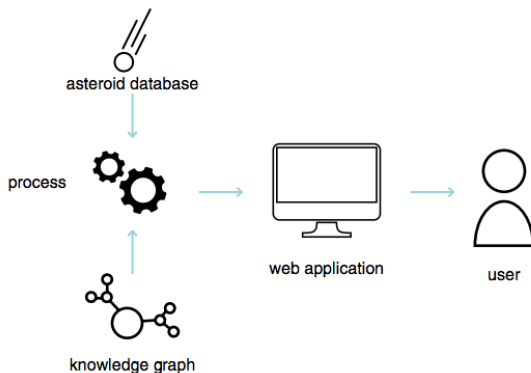 asteroid database
process
web application
user
knowledge graph